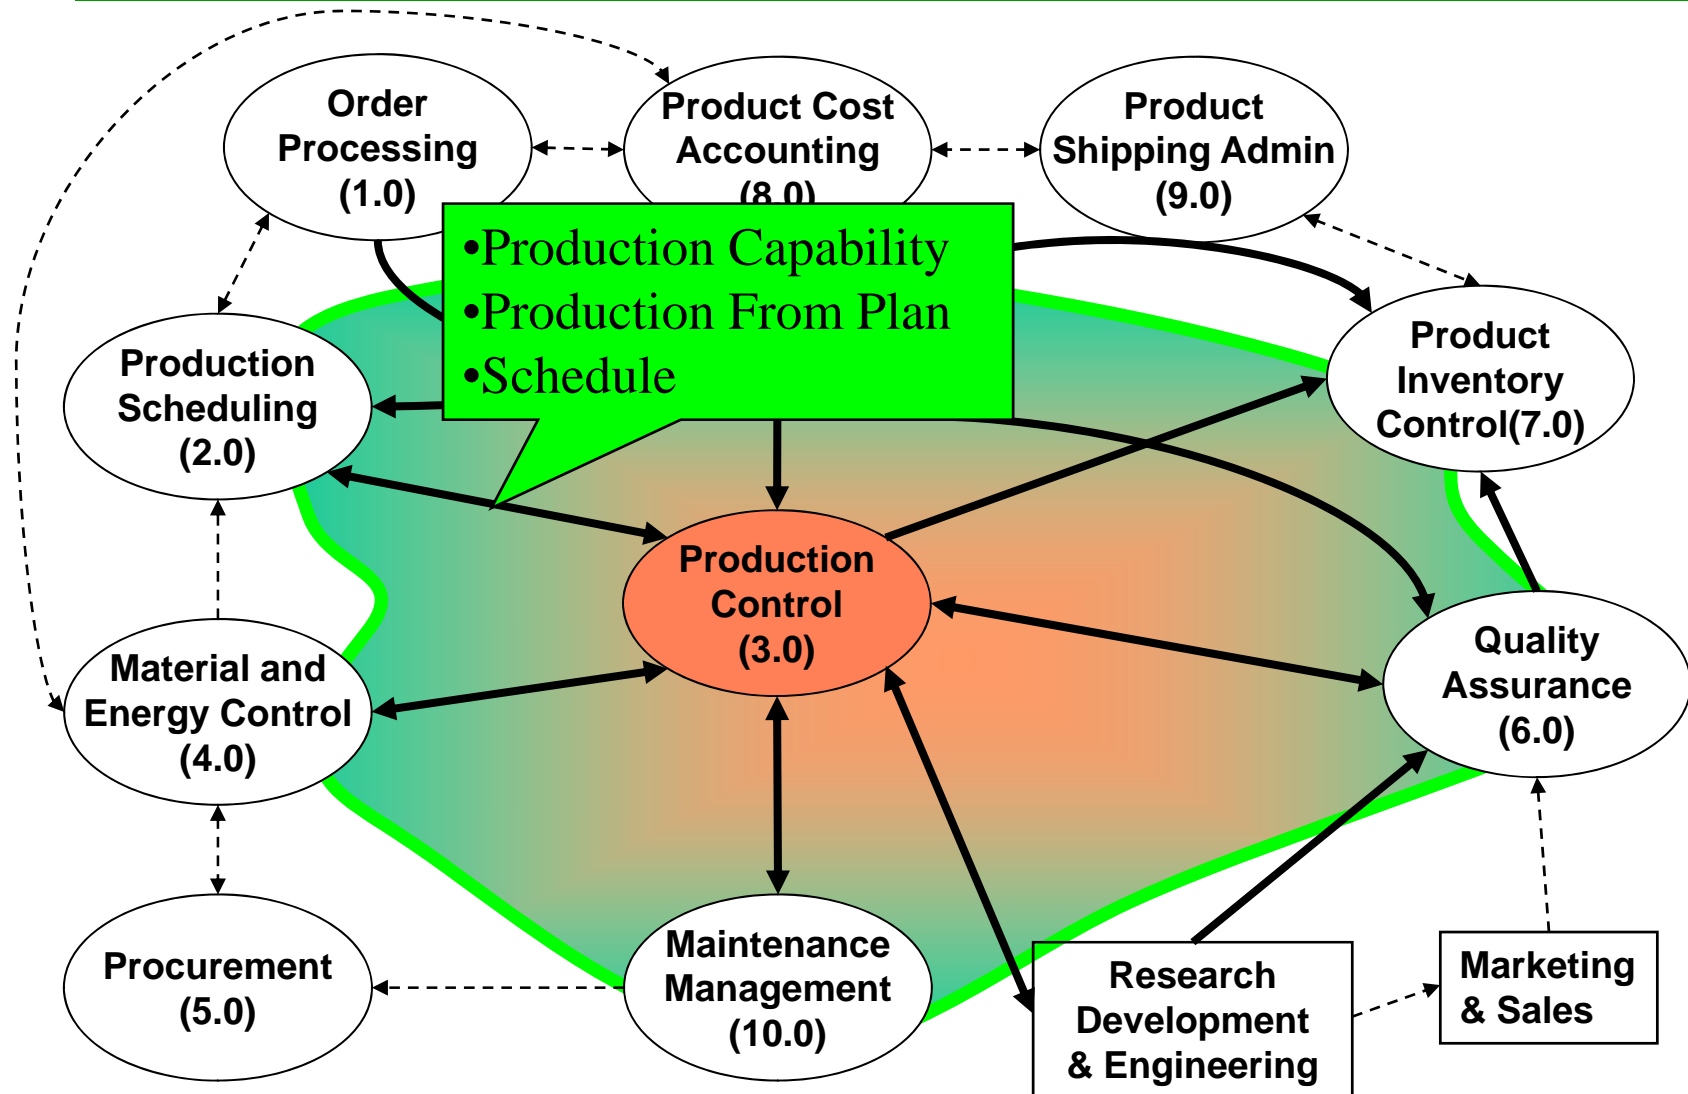 Order
Processing
(1.0)
Product Cost
Accounting
(8.0)
Product
Shipping Admin
(9.0)
•Production Capability
•Production From Plan
•Schedule
Production
Scheduling
(2.0)
Product
Inventory
Control(7.0)
Production
Control
(3.0)
Material and
Energy Control
(4.0)
Quality
Assurance
(6.0)
Procurement
(5.0)
Maintenance
Management
(10.0)
Research
Development
& Engineering
Marketing
& Sales